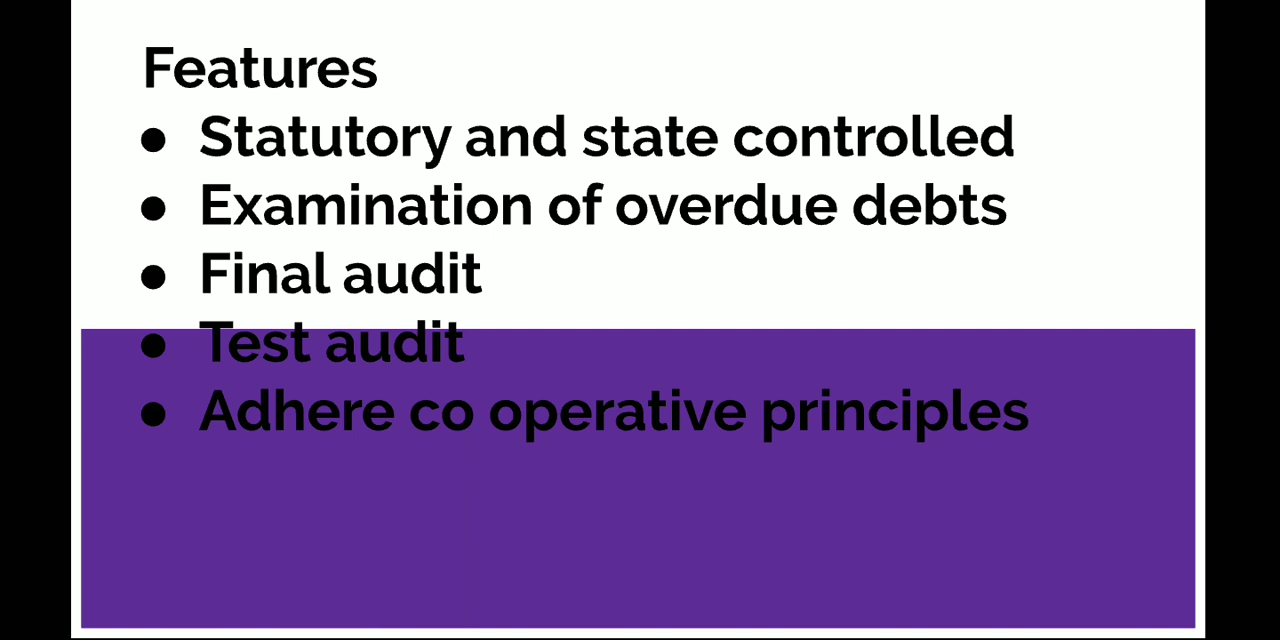 Features
● Statutory and state controlled
● Examination of overdue debts
● Final audit
● Test audit
● Adhere co operative principles